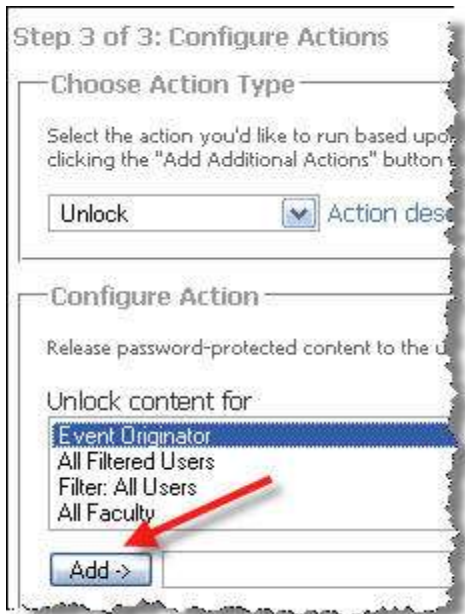 Step 3 of 3: Configure Actions
Choose Action Type
Select the action you'd like to run based
clicking the "Add Additional Actions" button
Unlock
Action
Configure Action
Release password-protected content to the
Unlock content for
Event Originator
All Filtered Users
Filter: All Users
All Faculty
Add ->